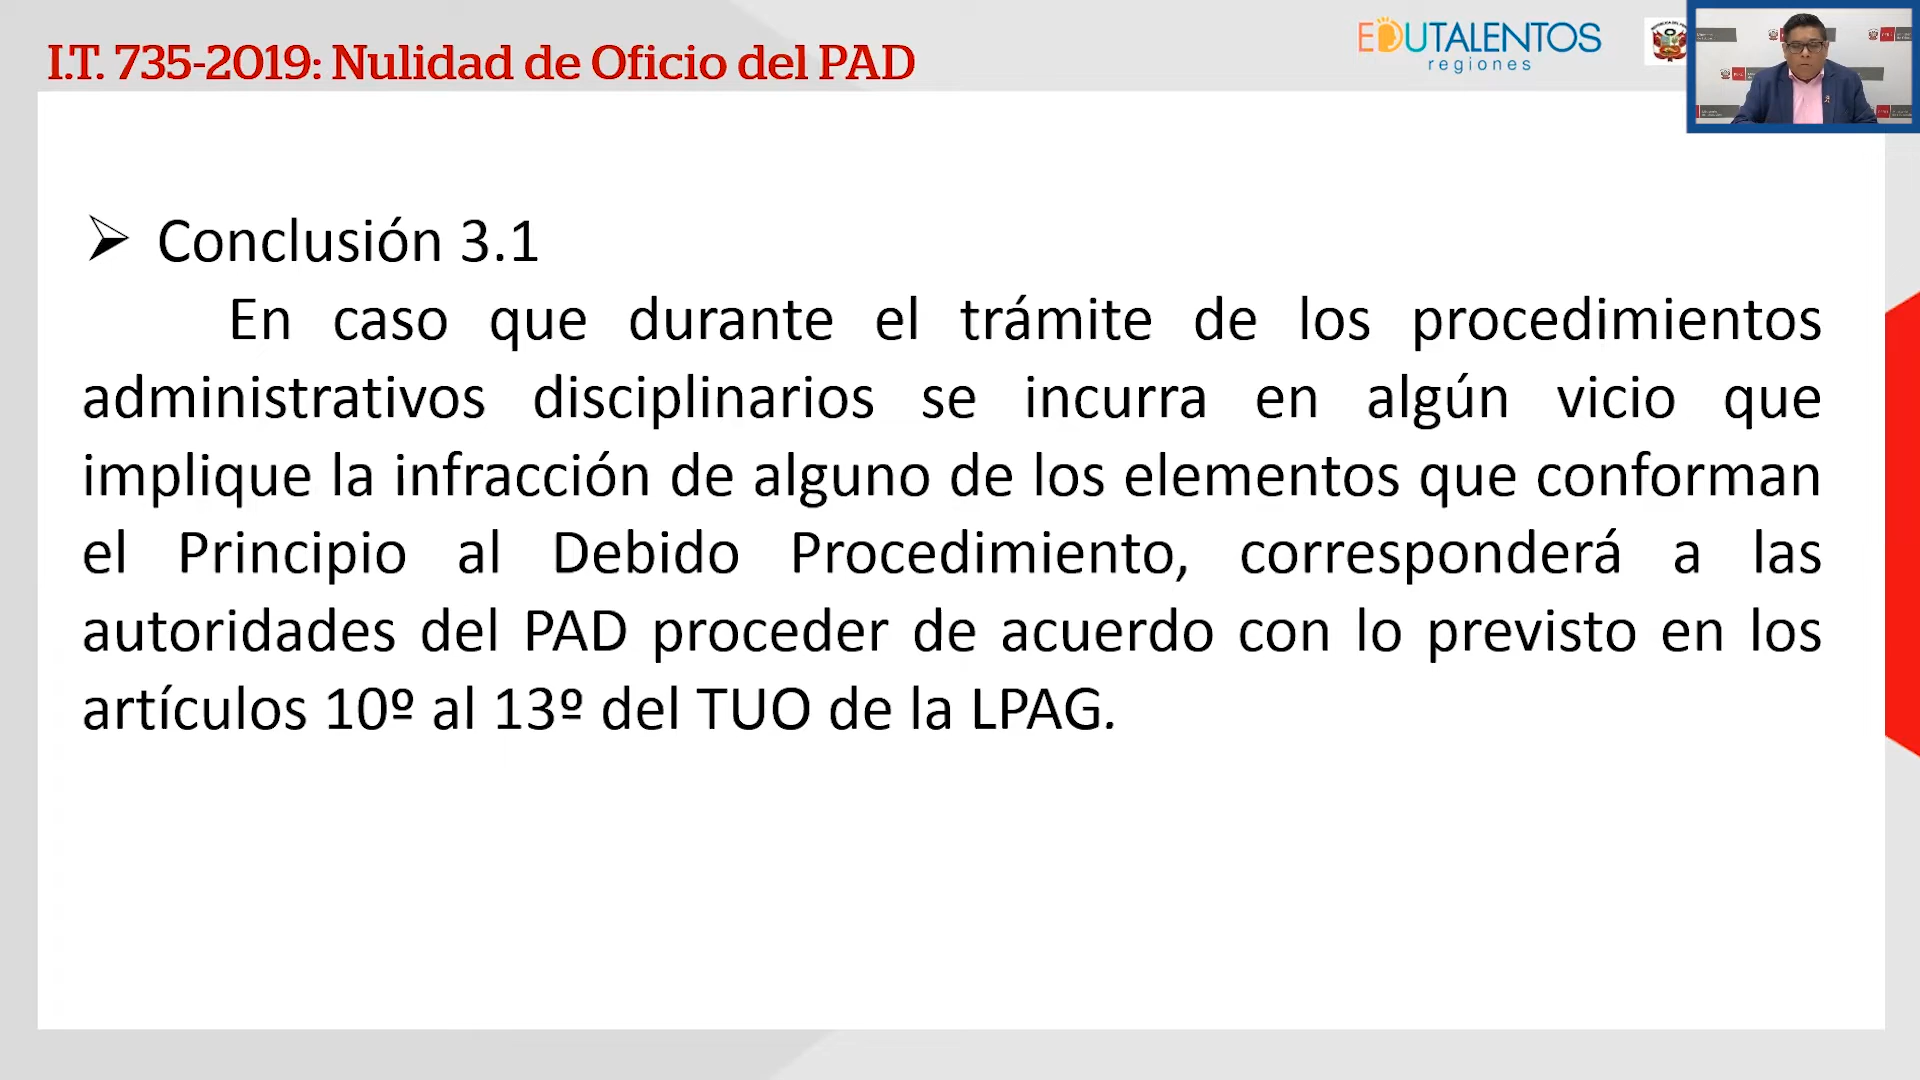 I.T. 735-2019: Nulidad de Oficio del PAD
EDUTALENTOS
regiones
➢ Conclusión 3.1
En caso que durante el trámite de los procedimientos
administrativos disciplinarios se incurra en algún vicio que
implique la infracción de alguno de los elementos que conforman
el Principio al Debido Procedimiento, corresponderá a las
autoridades del PAD proceder de acuerdo con lo previsto en los
artículos 10º al 13º del TUO de la LPAG.